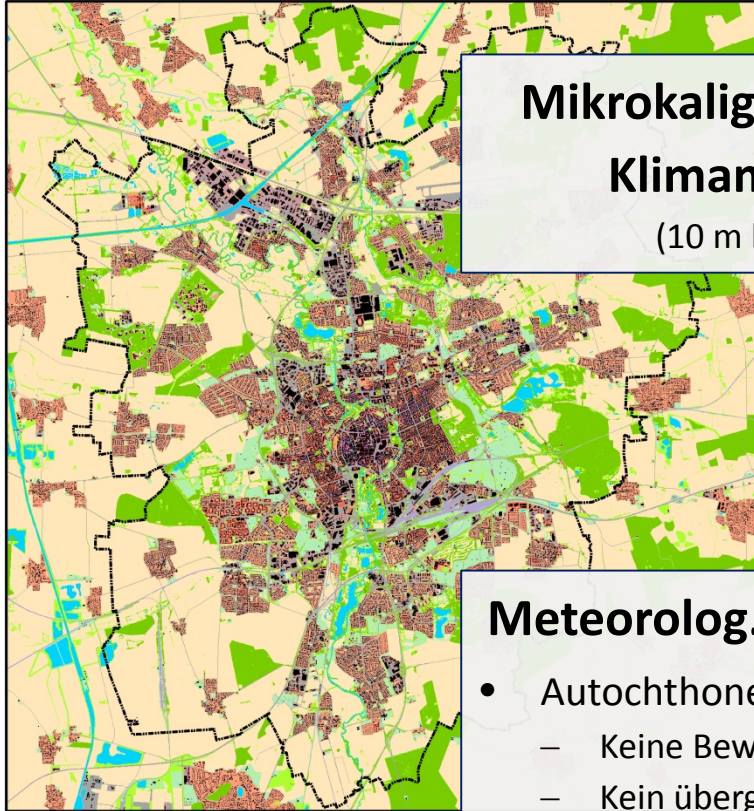 Mikrokalig
Kliman
(10 m
Meteorolog.
• Autochthone
– Keine Bew
– Kein überg